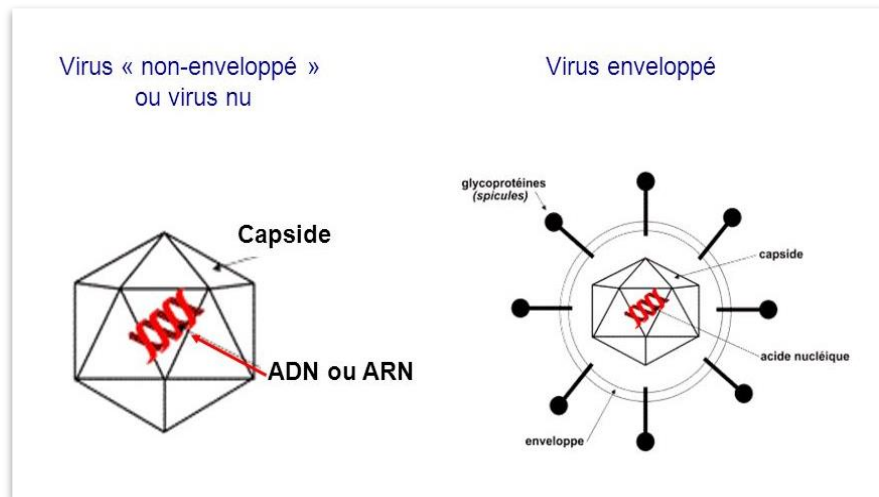 Virus « non-enveloppé »
ou virus nu
Capside
ADN ou ARN
Virus enveloppé
glycoprotéines
(spicules)
capside
acide nucléique
enveloppe